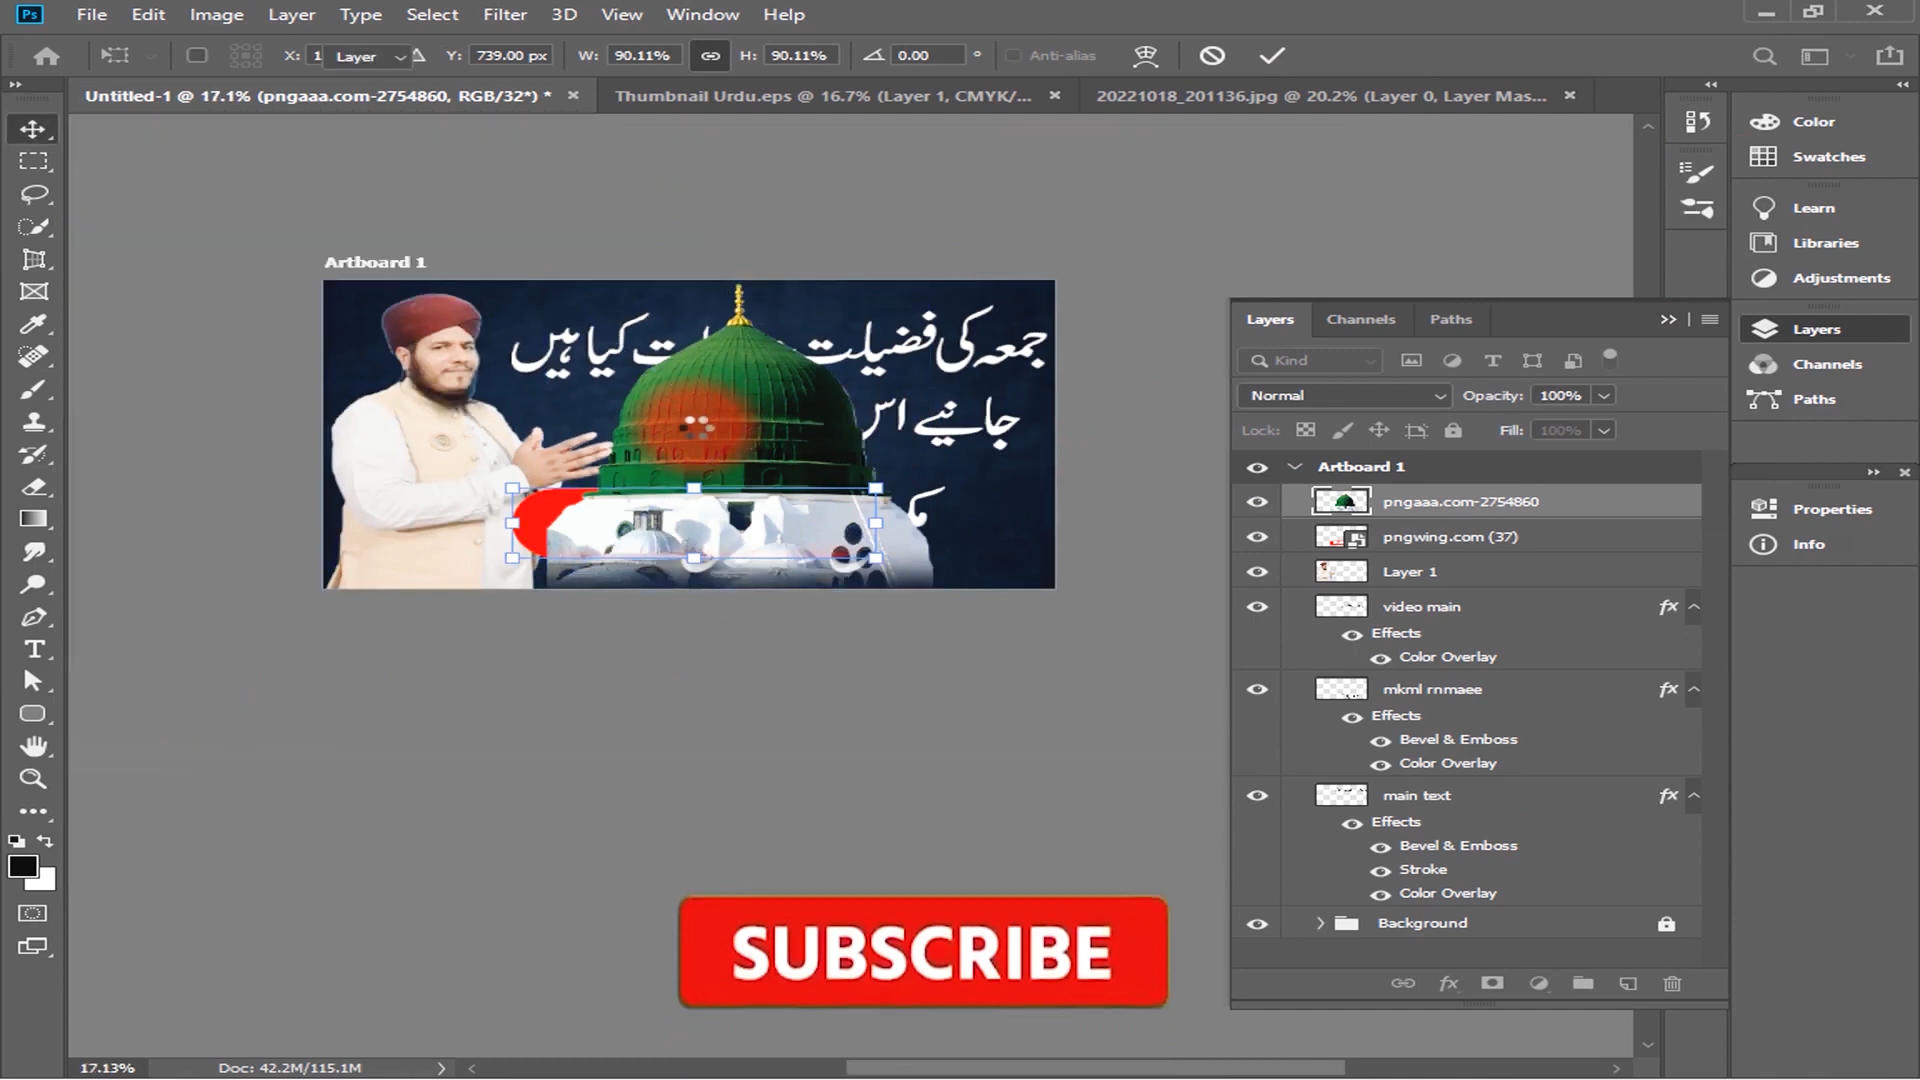 Ps File Edit Image Layer Type Select Filter 3D View Window Help
X: 1 Layer Y: 739.00 px W: 90.11% H: 90.11% 0.00 ° Anti-alias
Untitled-1 @ 17.1% (pngaaa.com-2754860, RGB/32*) * × Thumbnail Urdu.eps @ 16.7% (Layer 1, CMYK/... × 20221018_201136.jpg @ 20.2% (Layer 0, Layer Mas... ×
Color
Swatches
Learn
Libraries
Adjustments
Layers
Channels
Paths
Properties
Info
Artboard 1
جمعہ کی فضیلت کیا ہیں
جانیے اس
Layers Channels Paths
Kind
Normal Opacity: 100%
Lock: Fill: 100%
Artboard 1
pngaaa.com-2754860
pngwing.com (37)
Layer 1
video main fx
Effects
Color Overlay
mkml rnmaee fx
Effects
Bevel & Emboss
Color Overlay
main text fx
Effects
Bevel & Emboss
Stroke
Color Overlay
Background
fx
SUBSCRIBE
17.13% Doc: 42.2M/115.1M